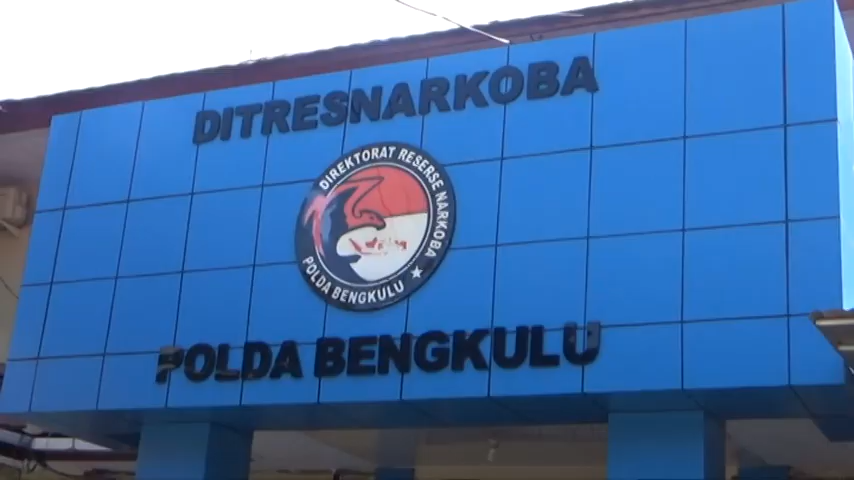 DITRESNARKOBA
DIREKTORAT RESERSE NARKOBA
POLDA BENGKULU
POLDA BENGKULU